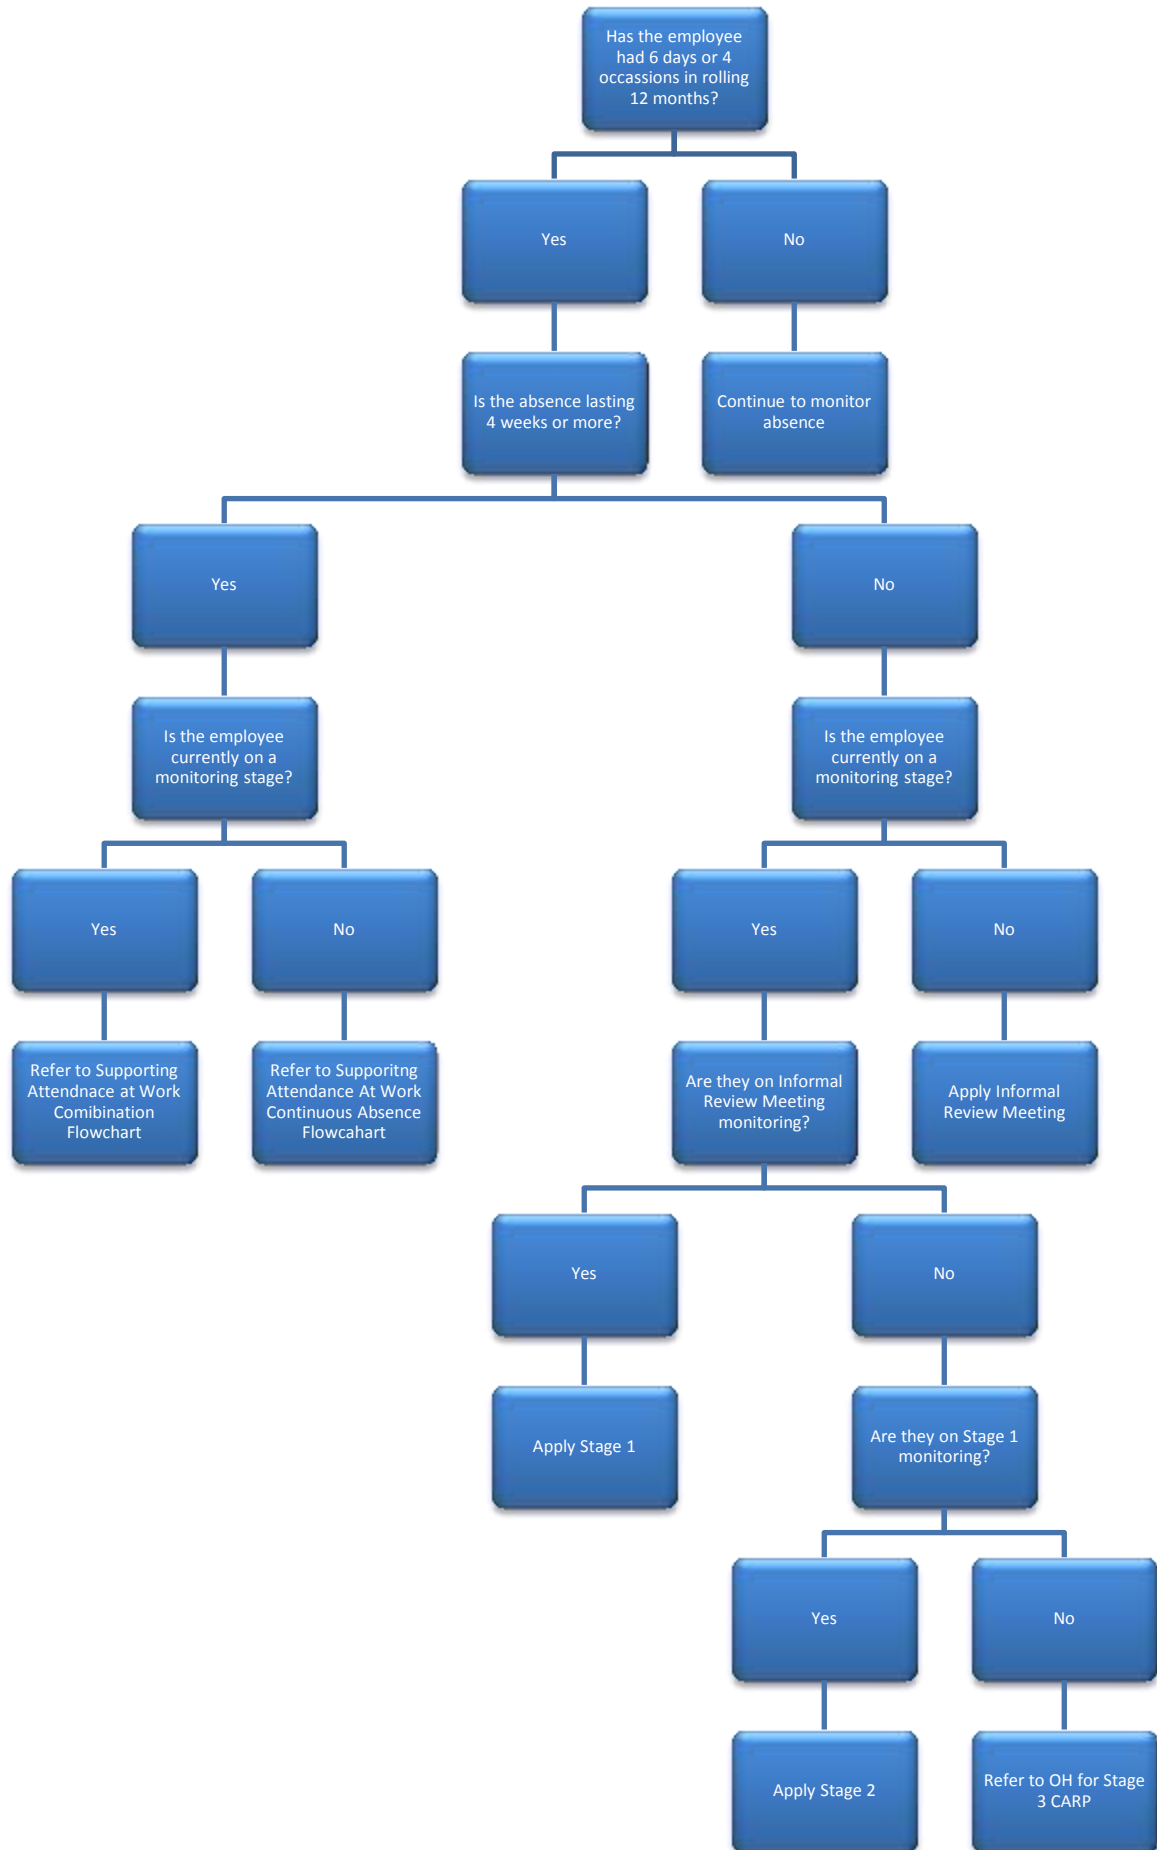 Has the employee
had 6 days or 4
occassions in rolling
12 months?
Yes
No
Is the absence lasting
4 weeks or more?
Continue to monitor
absence
Yes
No
Is the employee
currently on a
monitoring stage?
Is the employee
currently on a
monitoring stage?
Yes
No
Yes
No
Refer to Supporting
Attendnace at Work
Comibination
Flowchart
Refer to Supporitng
Attendance At Work
Continuous Absence
Flowcahart
Are they on Informal
Review Meeting
monitoring?
Apply Informal
Review Meeting
Yes
No
Apply Stage 1
Are they on Stage 1
monitoring?
Yes
No
Apply Stage 2
Refer to OH for Stage
3 CARP